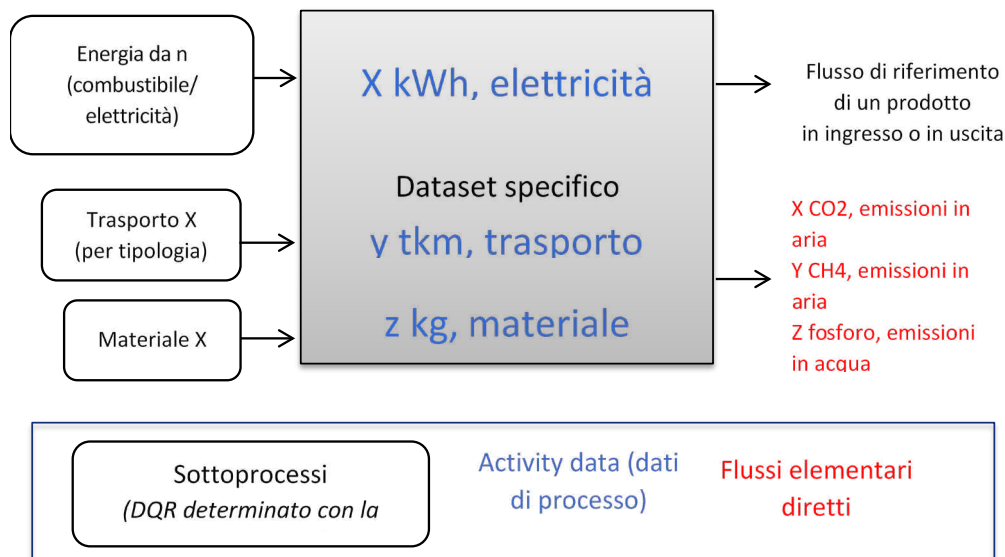 Energia da n
(combustibile/
elettricità)
X kWh, elettricità
Flusso di riferimento
di un prodotto
in ingresso o in uscita
Dataset specifico
Trasporto X
(per tipologia)
y tkm, trasporto
X CO2, emissioni in
aria
Y CH4, emissioni in
aria
Z fosforo, emissioni
in acqua
Materiale X
z kg, materiale
Sottoprocessi
(DQR determinato con la
Activity data (dati
di processo)
Flussi elementari
diretti